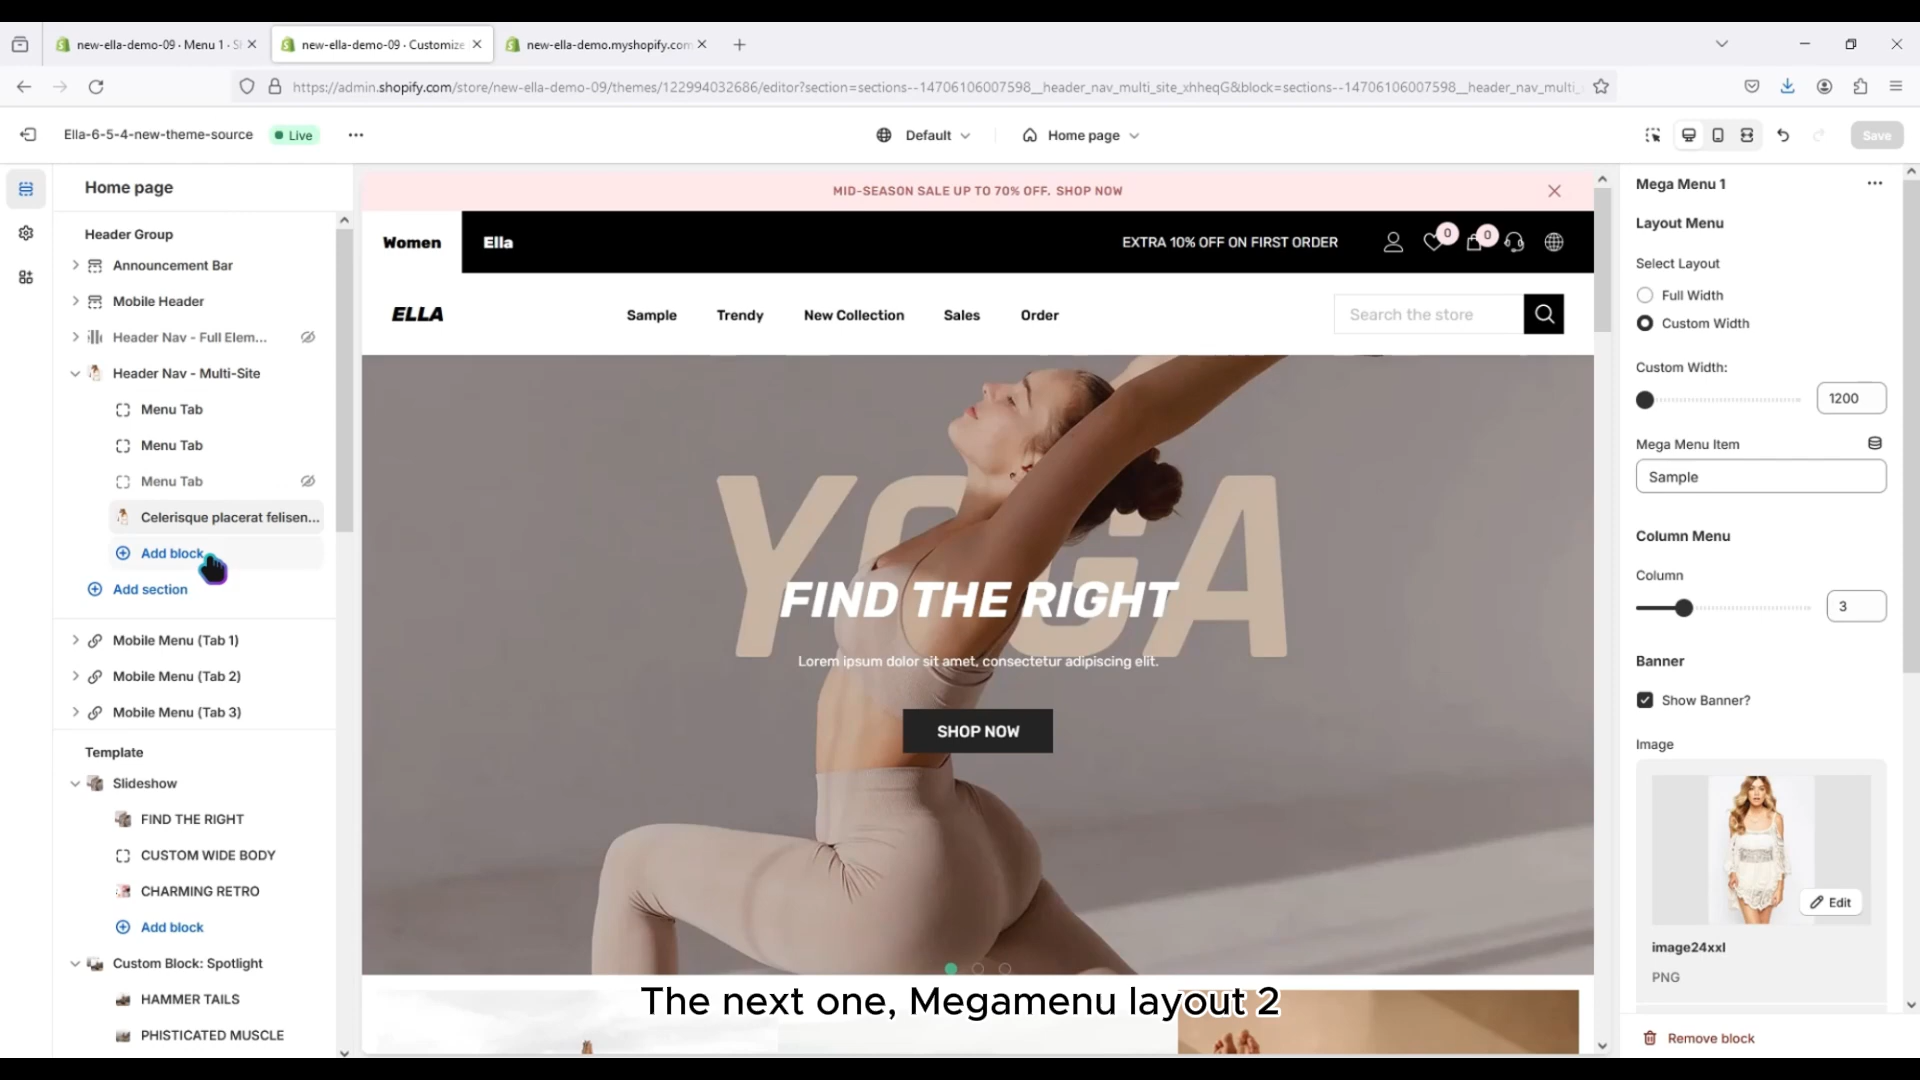 new-ella-demo-09 · Menu 1 · S
new-ella-demo-09 · Customize
new-ella-demo.myshopify.com
https://admin.shopify.com/store/new-ella-demo-09/themes/122994032686/editor?section=sections--14706106007598__header_nav_multi_site_xhheqG&block=sections--14706106007598__header_nav_multi_
Ella-6-5-4-new-theme-source
Live
Default
Home page
Save
Home page
Header Group
Announcement Bar
Mobile Header
Header Nav - Full Elem...
Header Nav - Multi-Site
Menu Tab
Menu Tab
Menu Tab
Celerisque placerat felisen...
Add block
Add section
Mobile Menu (Tab 1)
Mobile Menu (Tab 2)
Mobile Menu (Tab 3)
Template
Slideshow
FIND THE RIGHT
CUSTOM WIDE BODY
CHARMING RETRO
Add block
Custom Block: Spotlight
HAMMER TAILS
PHISTICATED MUSCLE
MID-SEASON SALE UP TO 70% OFF. SHOP NOW
Women
Ella
EXTRA 10% OFF ON FIRST ORDER
0
0
ELLA
Sample
Trendy
New Collection
Sales
Order
Search the store
YOGA
FIND THE RIGHT
Lorem ipsum dolor sit amet, consectetur adipiscing elit.
SHOP NOW
The next one, Megamenu layout 2
Mega Menu 1
Layout Menu
Select Layout
Full Width
Custom Width
Custom Width:
1200
Mega Menu Item
Sample
Column Menu
Column
3
Banner
Show Banner?
Image
Edit
image24xxl
PNG
Remove block